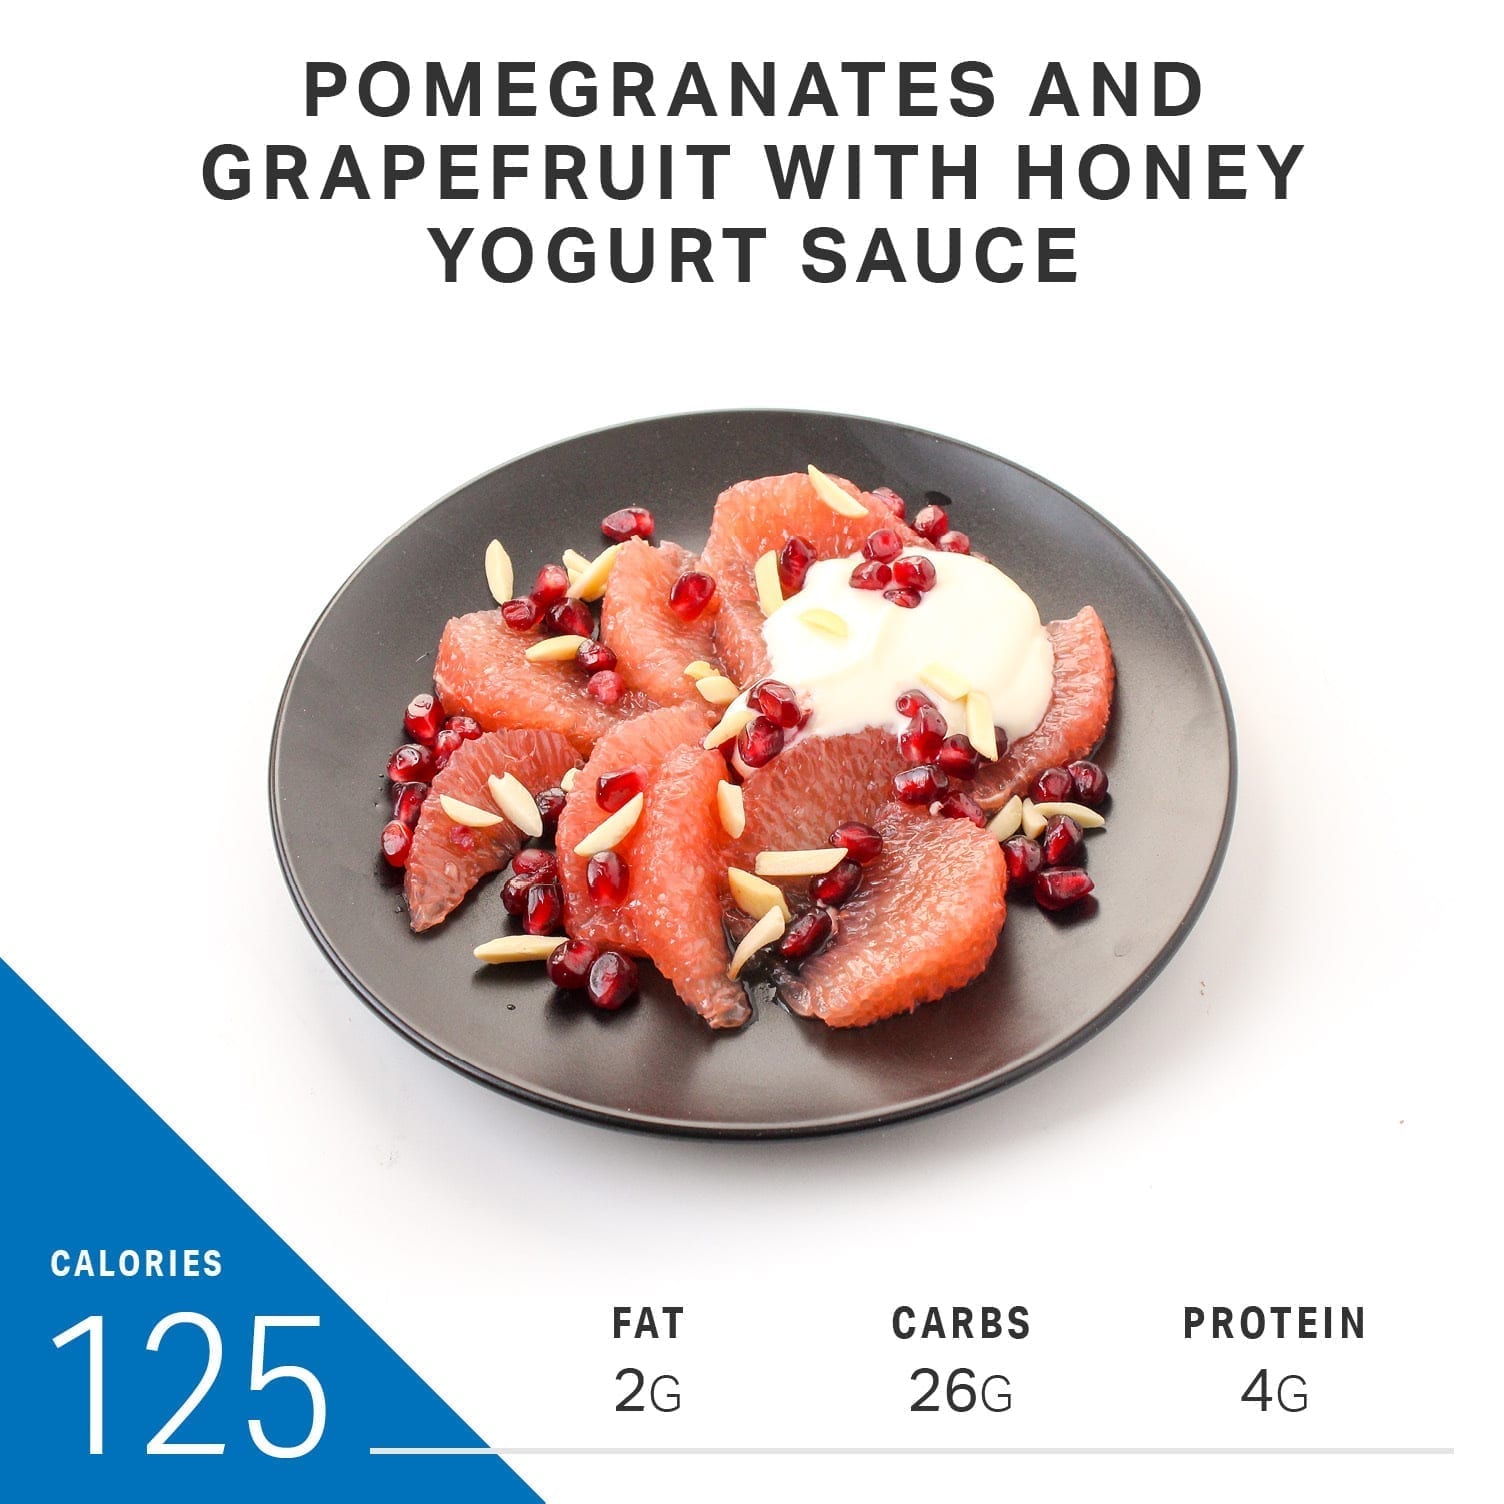 POMEGRANATES AND
GRAPEFRUIT WITH HONEY
YOGURT SAUCE
CALORIES
125
FAT
2G
CARBS
26G
PROTEIN
4G